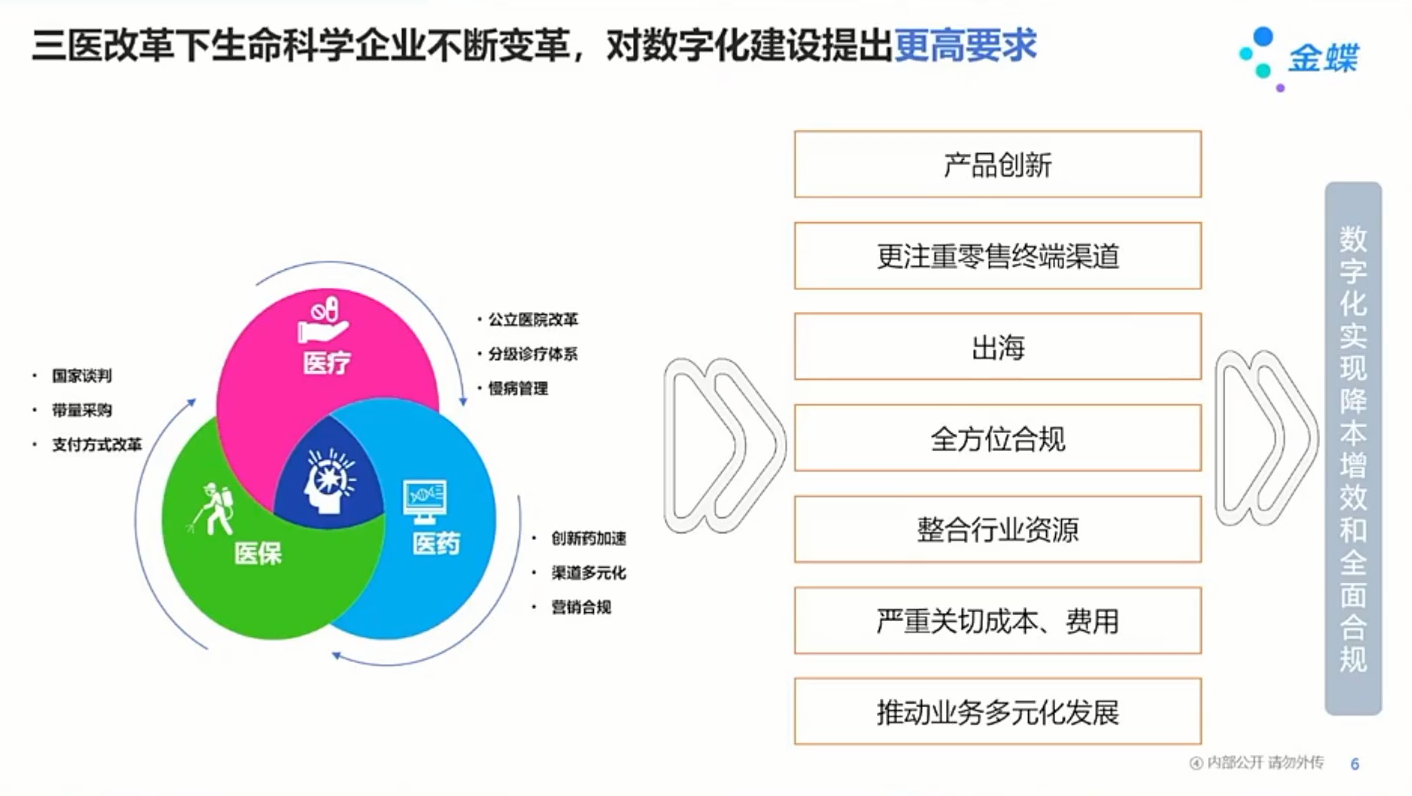 三医改革下生命科学企业不断变革，对数字化建设提出更高要求
金蝶
医疗
• 公立医院改革
• 分级诊疗体系
• 慢病管理
• 国家谈判
• 带量采购
• 支付方式改革
医保
医药
• 创新药加速
• 渠道多元化
• 营销合规
产品创新
更注重零售终端渠道
出海
全方位合规
整合行业资源
严重关切成本、费用
推动业务多元化发展
数字化实现降本增效和全面合规
④ 内部公开 请勿外传
6